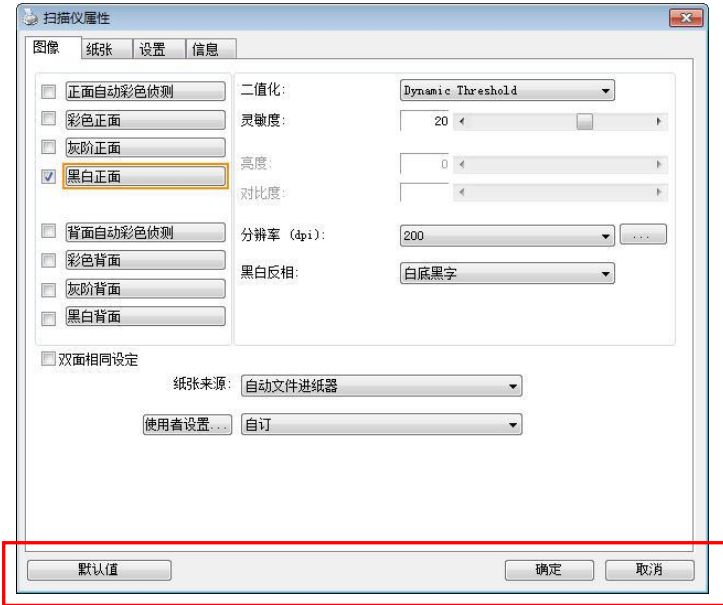 扫描仪属性
图像 纸张 设置 信息
正面自动彩色侦测
彩色正面
灰阶正面
黑白正面
背面自动彩色侦测
彩色背面
灰阶背面
黑白背面
二值化: Dynamic Threshold
灵敏度: 20
亮度: 0
对比度:
分辨率 (dpi): 200 ...
黑白反相: 白底黑字
双面相同设定
纸张来源: 自动文件进纸器
使用者设置... 自订
默认值 确定 取消